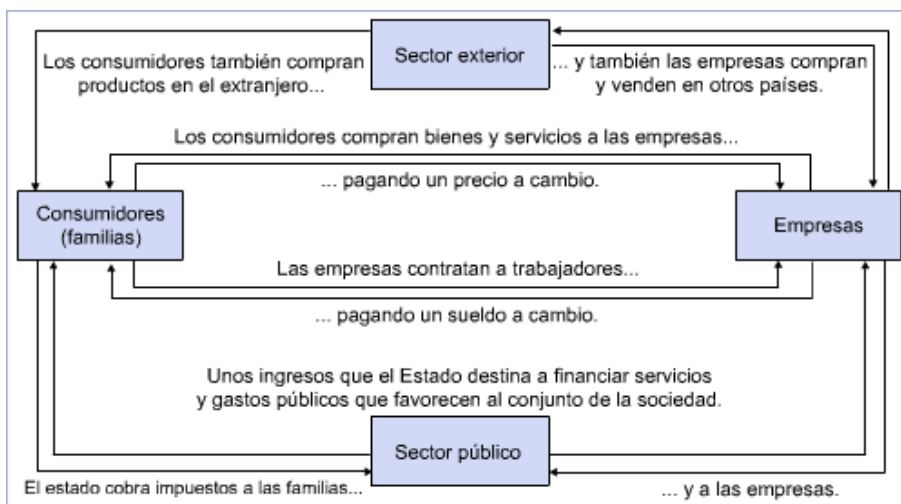 Sector exterior
Los consumidores también compran
productos en el extranjero...
... y también las empresas compran
y venden en otros países.
Los consumidores compran bienes y servicios a las empresas...
... pagando un precio a cambio.
Consumidores
(familias)
Empresas
Las empresas contratan a trabajadores...
... pagando un sueldo a cambio.
Unos ingresos que el Estado destina a financiar servicios
y gastos públicos que favorecen al conjunto de la sociedad.
Sector público
El estado cobra impuestos a las familias...
... y a las empresas.